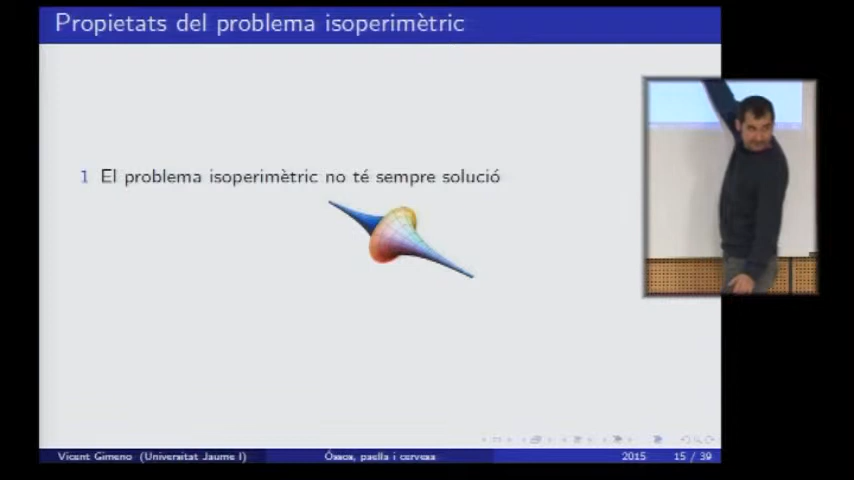 Propietats del problema isoperimètric
1 El problema isoperimètric no té sempre solució
Vicent Gimeno (Universitat Jaume I) Óssos, paella i cervesa 2015 15 / 39